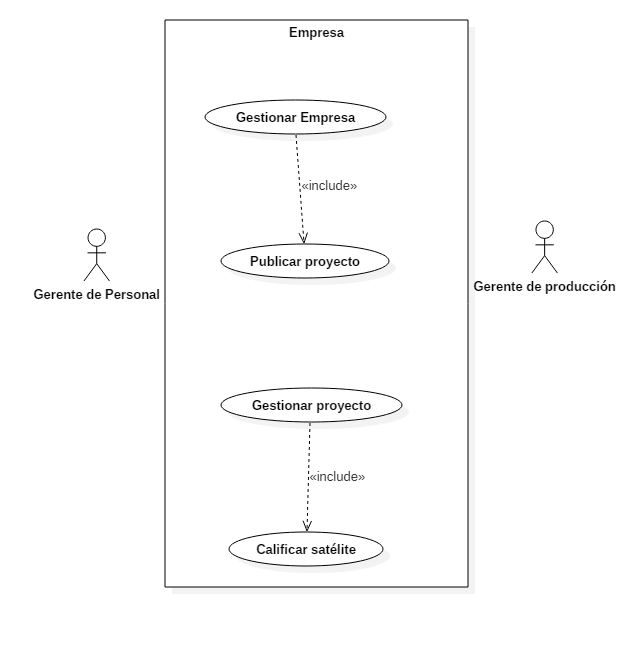 Empresa
Gestionar Empresa
«include»
Publicar proyecto
Gerente de Personal
Gerente de producción
Gestionar proyecto
«include»
Calificar satélite